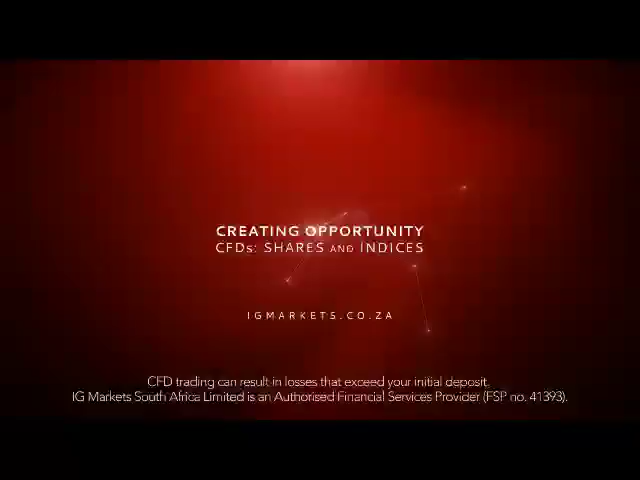 CREATING OPPORTUNITY
CFDs: SHARES AND INDICES
IGMARKETS.CO.ZA
CFD trading can result in losses that exceed your initial deposit.
IG Markets South Africa Limited is an Authorised Financial Services Provider (FSP no. 41393).